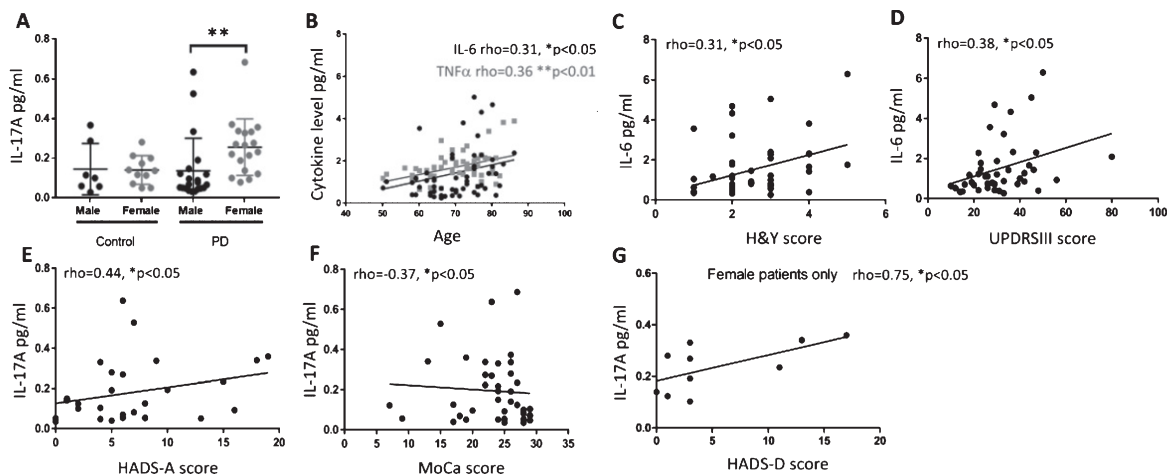 A
**
IL-17A pg/ml
0.8
0.6
0.4
0.2
0.0
Male Female Male Female
Control PD
B
IL-6 rho=0.31, *p<0.05
TNFα rho=0.36 **p<0.01
Cytokine level pg/ml
8
6
4
2
0
40 50 60 70 80 90 100
Age
C
rho=0.31, *p<0.05
IL-6 pg/ml
8
6
4
2
0
0 2 4 6
H&Y score
D
rho=0.38, *p<0.05
IL-6 pg/ml
8
6
4
2
0
0 20 40 60 80 100
UPDRSIII score
E
rho=0.44, *p<0.05
IL-17A pg/ml
0.8
0.6
0.4
0.2
0.0
0 5 10 15 20
HADS-A score
F
rho=-0.37, *p<0.05
IL-17A pg/ml
0.8
0.6
0.4
0.2
0.0
0 5 10 15 20 25 30 35
MoCa score
G
Female patients only rho=0.75, *p<0.05
IL-17A pg/ml
0.6
0.4
0.2
0.0
0 5 10 15 20
HADS-D score